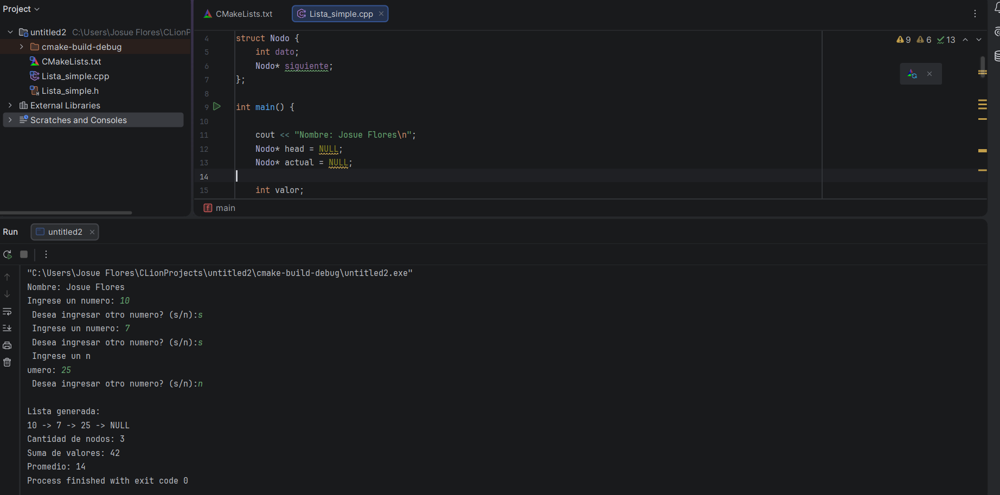 Project
untitled2 C:\Users\Josue Flores\CLionP
cmake-build-debug
CMakeLists.txt
Lista_simple.cpp
Lista_simple.h
External Libraries
Scratches and Consoles
CMakeLists.txt
Lista_simple.cpp
9 6 13
4 struct Nodo {
5 int dato;
6 Nodo* siguiente;
7 };
8
9 int main() {
10
11 cout << "Nombre: Josue Flores\n";
12 Nodo* head = NULL;
13 Nodo* actual = NULL;
14
15 int valor;
f main
Run untitled2
"C:\Users\Josue Flores\CLionProjects\untitled2\cmake-build-debug\untitled2.exe"
Nombre: Josue Flores
Ingrese un numero: 10
Desea ingresar otro numero? (s/n):s
Ingrese un numero: 7
Desea ingresar otro numero? (s/n):s
Ingrese un n
umero: 25
Desea ingresar otro numero? (s/n):n
Lista generada:
10 -> 7 -> 25 -> NULL
Cantidad de nodos: 3
Suma de valores: 42
Promedio: 14
Process finished with exit code 0